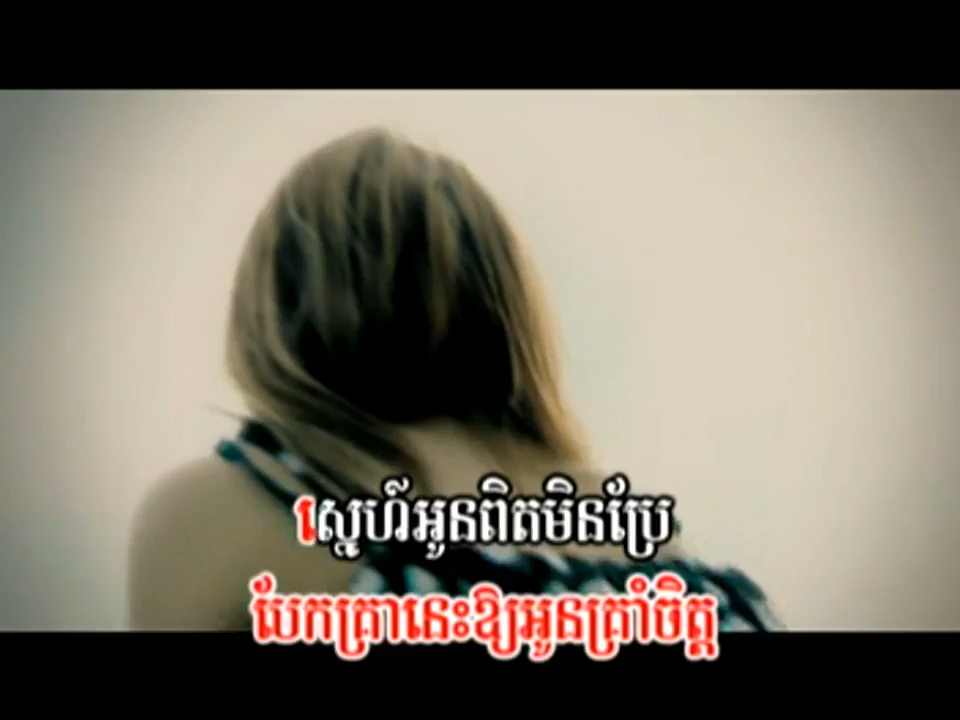 ស្នេហ៍អូនពិតមិនប្រែ
បែកគ្រានេះឱ្យអូនគ្រាំចិត្ត